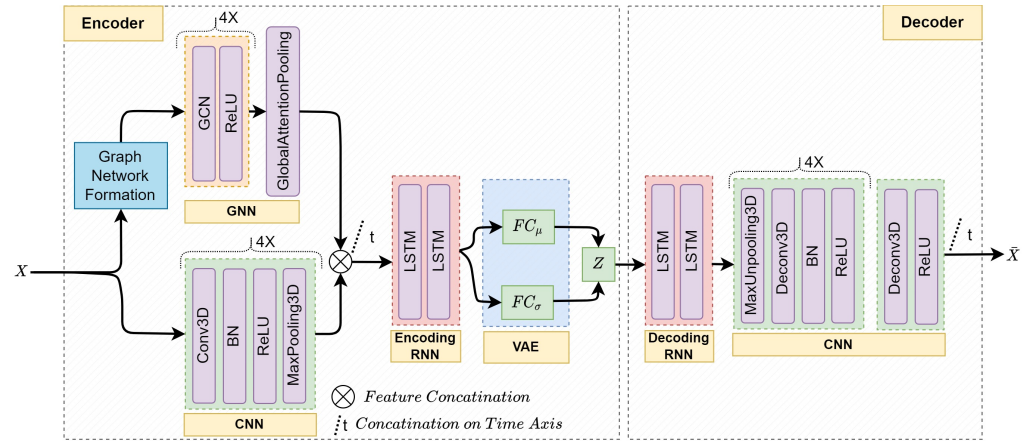 Encoder
Decoder
4X
GCN
ReLU
GlobalAttentionPooling
Graph
Network
Formation
GNN
X
4X
Conv3D
BN
ReLU
MaxPooling3D
CNN
t
LSTM
LSTM
Encoding
RNN
FC_μ
FC_σ
VAE
Z
LSTM
LSTM
Decoding
RNN
4X
MaxUnpooling3D
Deconv3D
BN
ReLU
Deconv3D
ReLU
CNN
t
X̄
Feature Concatination
t Concatination on Time Axis